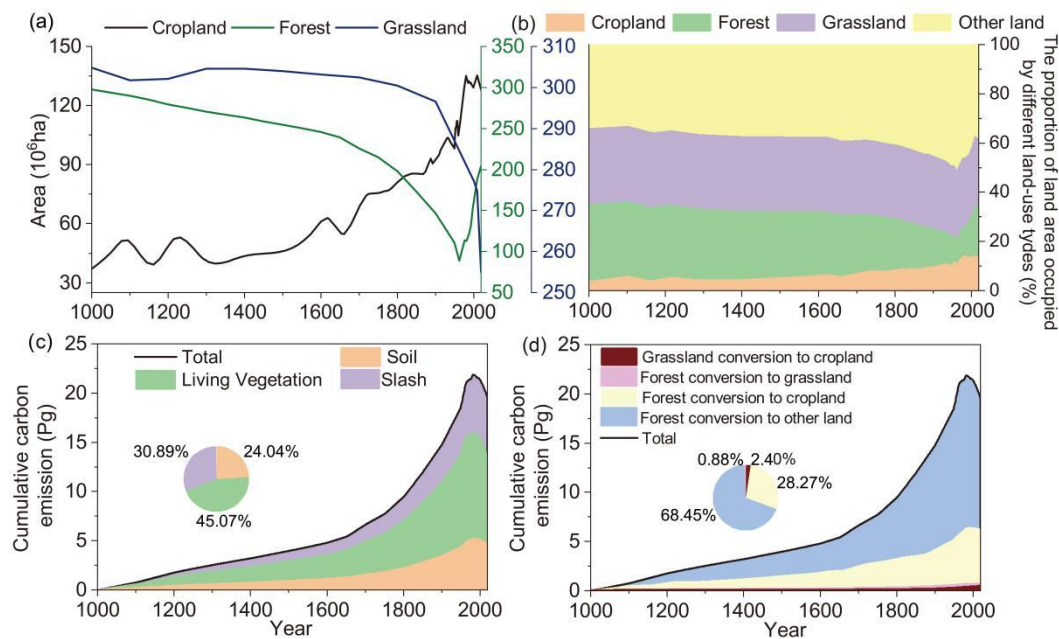 (a)
Cropland Forest Grassland
150
120
90
60
30
Area (10⁶ha)
350
300
250
200
150
100
50
310
300
290
280
270
260
250
1000 1200 1400 1600 1800 2000
(b)
Cropland Forest Grassland Other land
100
80
60
40
20
0
The proportion of land area occupied
by different land-use tydes (%)
1000 1200 1400 1600 1800 2000
(c)
Total Soil
Living Vegetation Slash
25
20
15
10
5
0
Cumulative carbon
emission (Pg)
30.89% 24.04%
45.07%
1000 1200 1400 1600 1800 2000
Year
(d)
Grassland conversion to cropland
Forest conversion to grassland
Forest conversion to cropland
Forest conversion to other land
Total
25
20
15
10
5
0
Cumulative carbon
emission (Pg)
0.88% 2.40%
28.27%
68.45%
1000 1200 1400 1600 1800 2000
Year